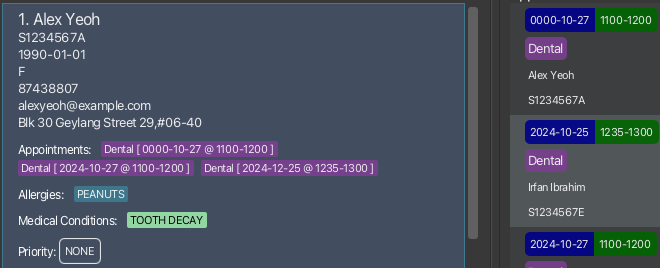 1. Alex Yeoh
S1234567A
1990-01-01
F
87438807
alexyeoh@example.com
Blk 30 Geylang Street 29,#06-40
Appointments: Dental [ 0000-10-27 @ 1100-1200 ]
Dental [ 2024-10-27 @ 1100-1200 ] Dental [ 2024-12-25 @ 1235-1300 ]
Allergies: PEANUTS
Medical Conditions: TOOTH DECAY
Priority: NONE
0000-10-27 1100-1200
Dental
Alex Yeoh
S1234567A
2024-10-25 1235-1300
Dental
Irfan Ibrahim
S1234567E
2024-10-27 1100-1200